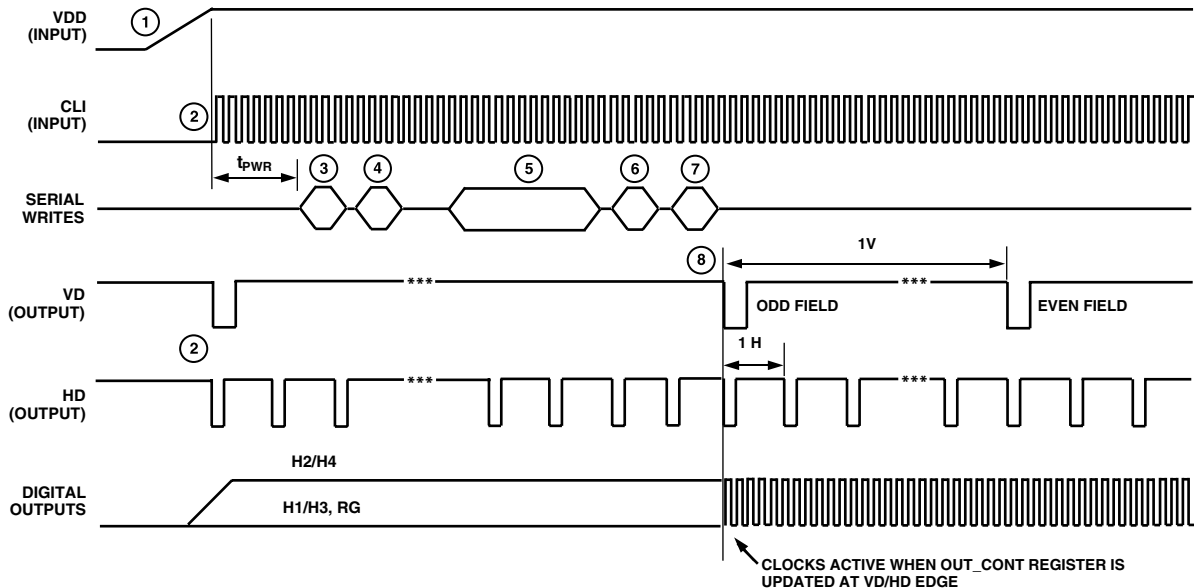 VDD
(INPUT)
1
CLI
(INPUT)
2
tPWR
3
4
5
6
7
SERIAL
WRITES
8
1V
VD
(OUTPUT)
***
ODD FIELD
***
EVEN FIELD
2
1 H
HD
(OUTPUT)
***
***
H2/H4
DIGITAL
OUTPUTS
H1/H3, RG
CLOCKS ACTIVE WHEN OUT_CONT REGISTER IS
UPDATED AT VD/HD EDGE